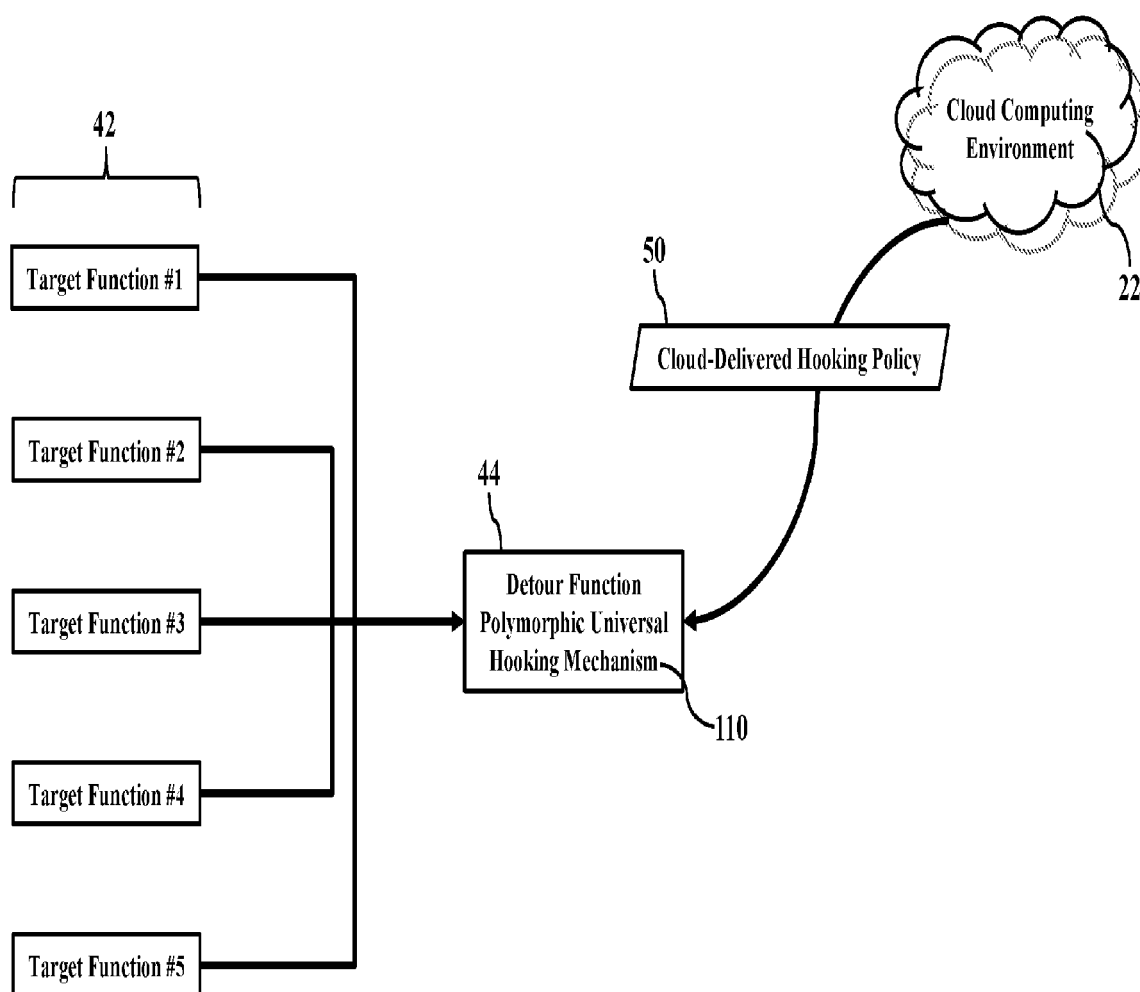 42
Target Function #1
Target Function #2
Target Function #3
Target Function #4
Target Function #5
44
Detour Function
Polymorphic Universal
Hooking Mechanism
110
50
Cloud-Delivered Hooking Policy
Cloud Computing
Environment
22